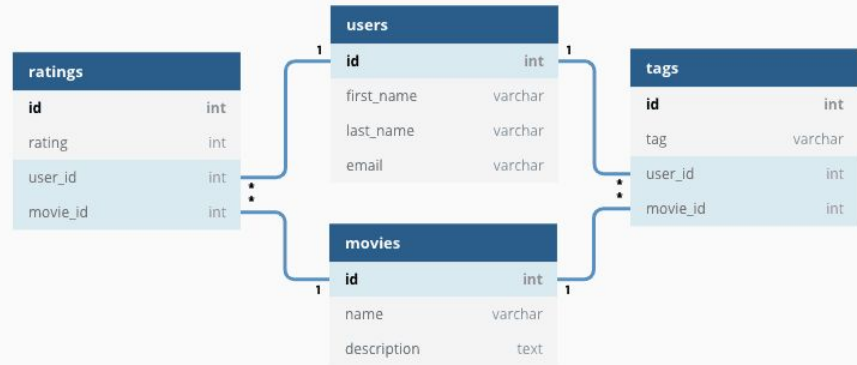 ratings
id int
rating int
user_id int
movie_id int
users
1 1
id int
first_name varchar
last_name varchar
email varchar
*
*
movies
id int
1 1
name varchar
description text
tags
id int
tag varchar
user_id int
movie_id int
*
*